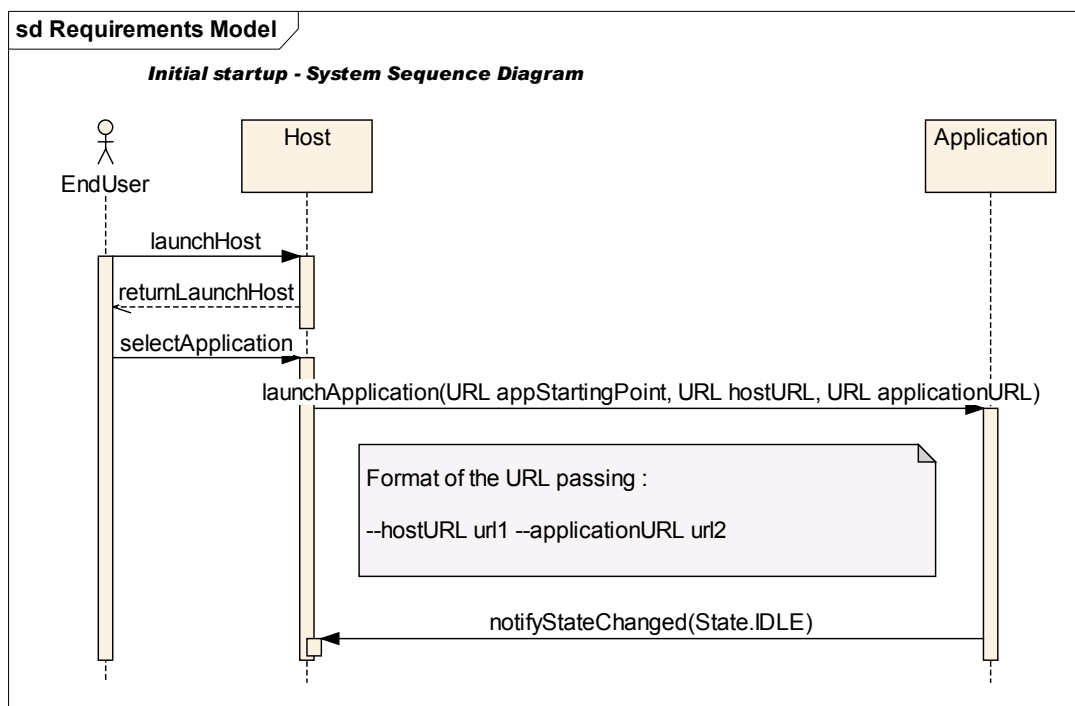 sd Requirements Model
Initial startup - System Sequence Diagram
EndUser
Host
Application
launchHost
returnLaunchHost
selectApplication
launchApplication(URL appStartingPoint, URL hostURL, URL applicationURL)
Format of the URL passing :
--hostURL url1 --applicationURL url2
notifyStateChanged(State.IDLE)